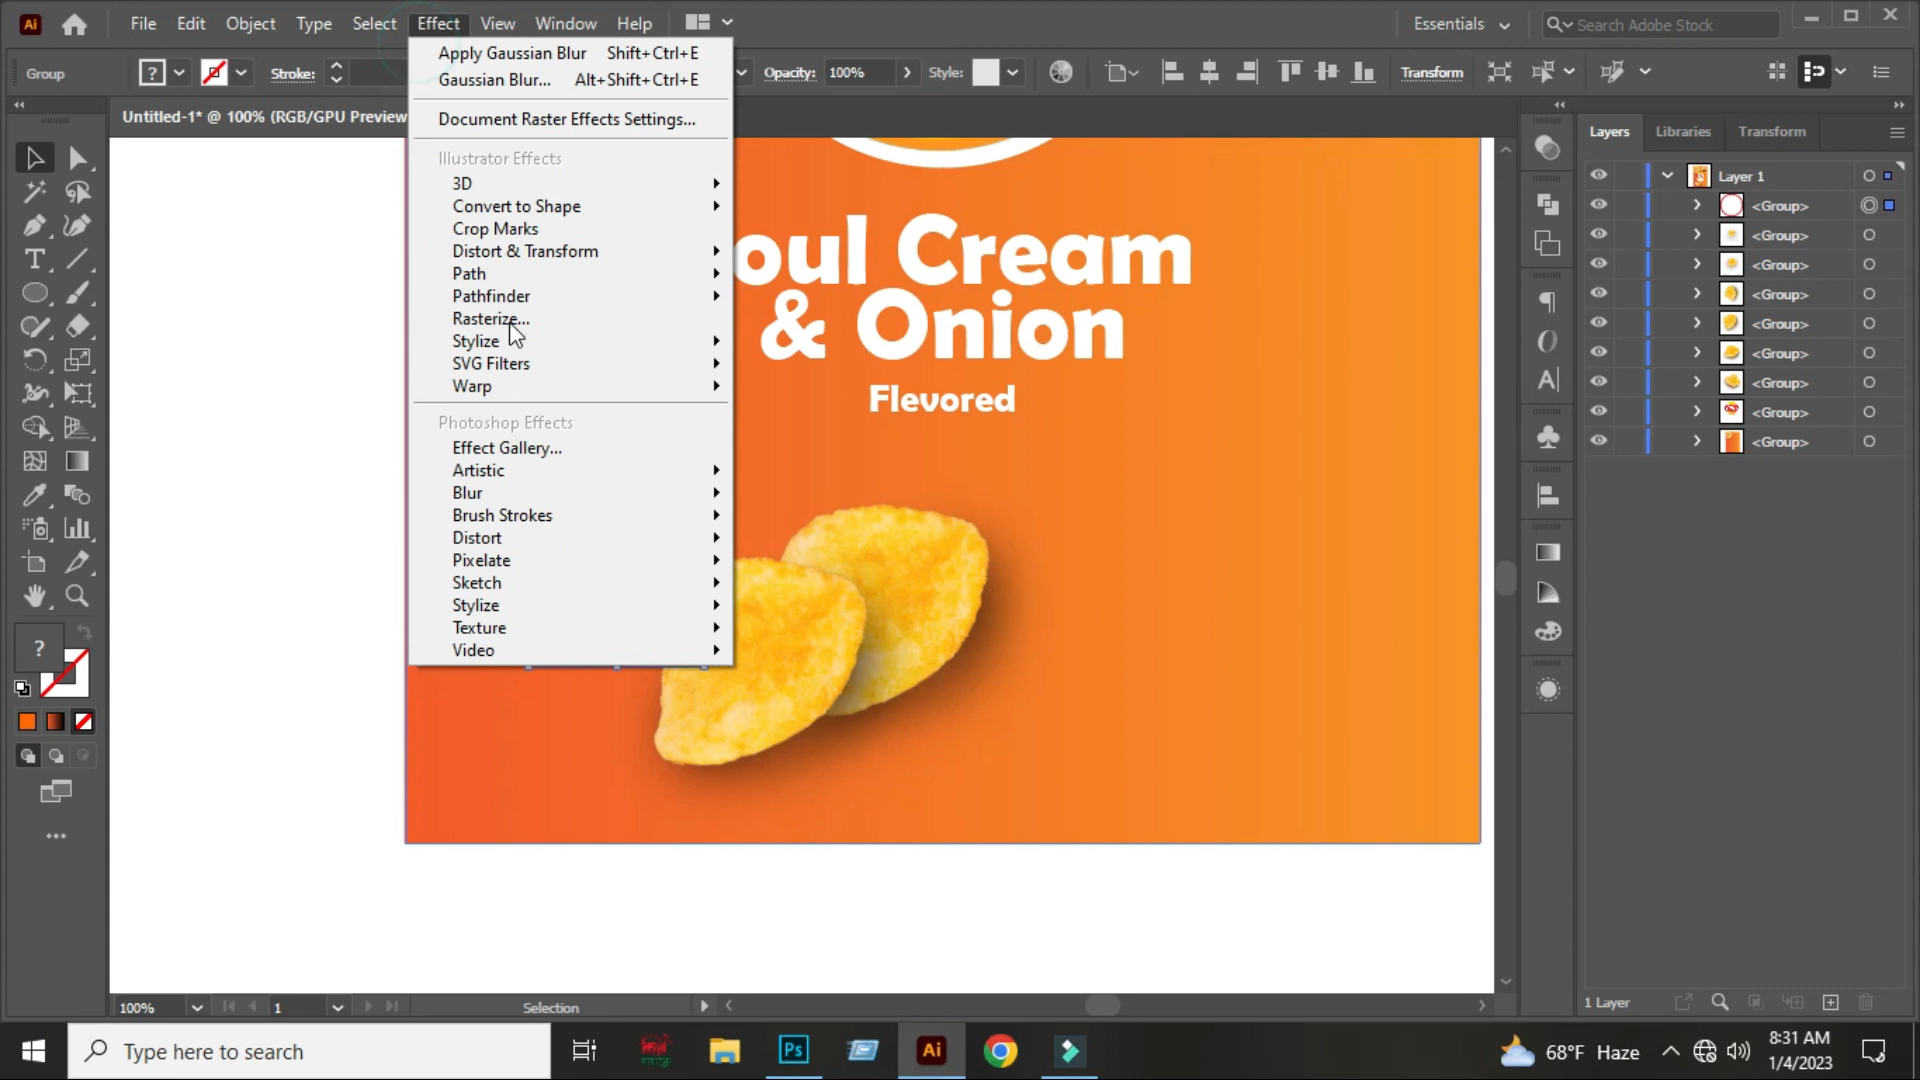 Ai File Edit Object Type Select Effect View Window Help Essentials Search Adobe Stock
Group ? Stroke: Opacity: 100% Style: Transform
Untitled-1* @ 100% (RGB/GPU Preview
Apply Gaussian Blur Shift+Ctrl+E
Gaussian Blur... Alt+Shift+Ctrl+E
Document Raster Effects Settings...
Illustrator Effects
3D
Convert to Shape
Crop Marks
Distort & Transform
Path
Pathfinder
Rasterize...
Stylize
SVG Filters
Warp
Photoshop Effects
Effect Gallery...
Artistic
Blur
Brush Strokes
Distort
Pixelate
Sketch
Stylize
Texture
Video
oul Cream
& Onion
Flevored
?
Layers Libraries Transform
Layer 1
<Group>
<Group>
<Group>
<Group>
<Group>
<Group>
<Group>
<Group>
<Group>
1 Layer
100% 1 Selection
Type here to search
Ps Ai
68°F Haze
8:31 AM
1/4/2023